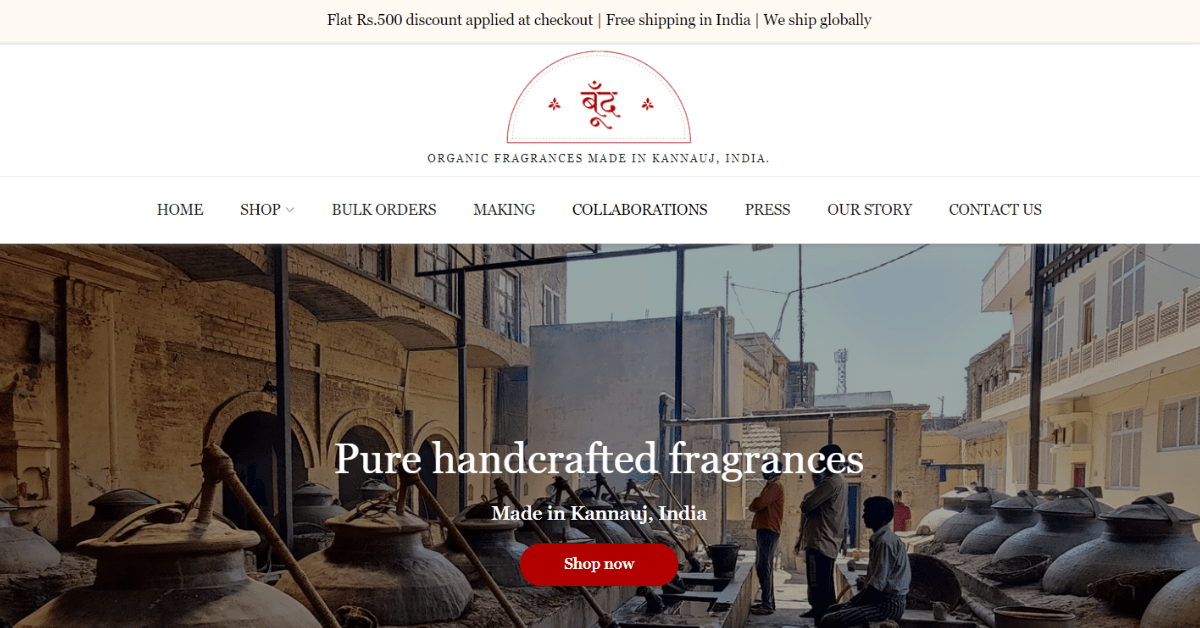 Flat Rs.500 discount applied at checkout | Free shipping in India | We ship globally
बूँद
ORGANIC FRAGRANCES MADE IN KANNAUJ, INDIA.
HOME SHOP BULK ORDERS MAKING COLLABORATIONS PRESS OUR STORY CONTACT US
Pure handcrafted fragrances
Made in Kannauj, India
Shop now